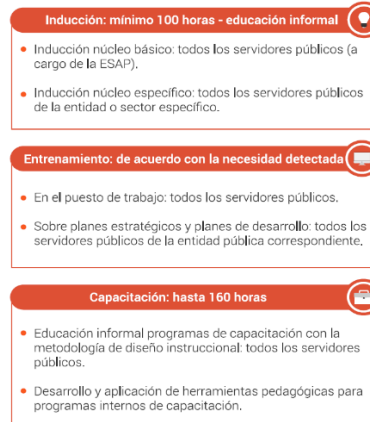 Inducción: mínimo 100 horas - educación informal
• Inducción núcleo básico: todos los servidores públicos (a
cargo de la ESAP).
• Inducción núcleo específico: todos los servidores públicos
de la entidad o sector específico.
Entrenamiento: de acuerdo con la necesidad detectada
• En el puesto de trabajo: todos los servidores públicos.
• Sobre planes estratégicos y planes de desarrollo: todos los
servidores públicos de la entidad pública correspondiente.
Capacitación: hasta 160 horas
• Educación informal programas de capacitación con la
metodología de diseño instruccional: todos los servidores
públicos.
• Desarrollo y aplicación de herramientas pedagógicas para
programas internos de capacitación.